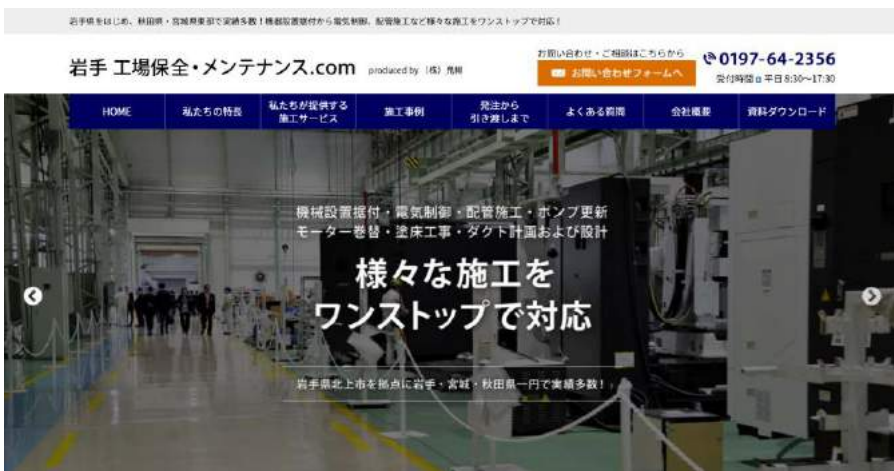 岩手県をはじめ、秋田県・宮城県東部で実績多数！機器設置据付から電気制御、配管施工など様々な施工をワンストップで対応！
岩手 工場保全・メンテナンス.com
produced by（株）
お問い合わせ・ご相談はこちらから
お問い合わせフォームへ
0197-64-2356
受付時間 平日 8:30～17:30
HOME
私たちの特長
私たちが提供する
施工サービス
施工事例
発注から
引き渡しまで
よくある質問
会社概要
資料ダウンロード
機械設置据付・電気制御・配管施工・ポンプ更新
モーター巻替・塗床工事・ダクト計画および設計
様々な施工を
ワンストップで対応
岩手県北上市を拠点に岩手・宮城・秋田県一円で実績多数！